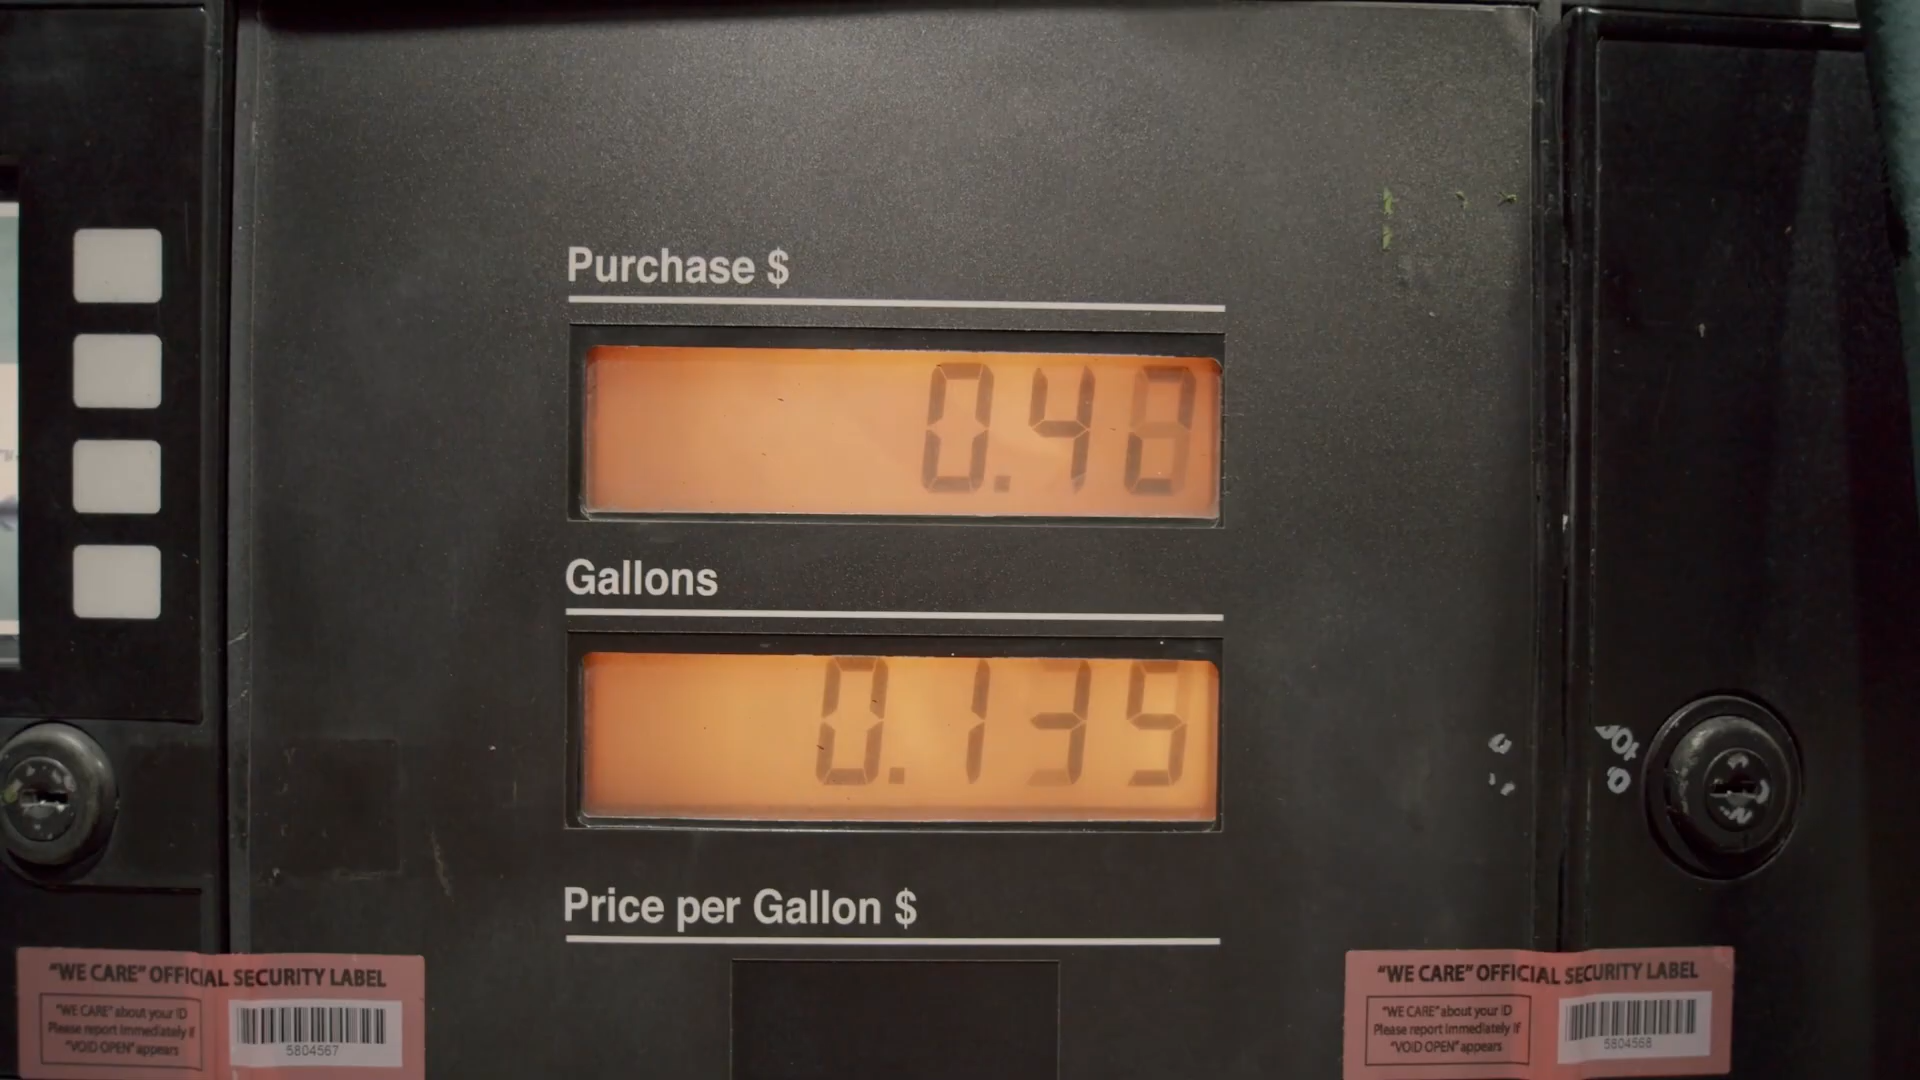 Purchase $
0.48
Gallons
0.135
Price per Gallon $
"WE CARE" OFFICIAL SECURITY LABEL
"WE CARE" about your ID
Please report immediately if
"VOID OPEN" appears
5804567
"WE CARE" OFFICIAL SECURITY LABEL
"WE CARE" about your ID
Please report immediately if
"VOID OPEN" appears
5804568